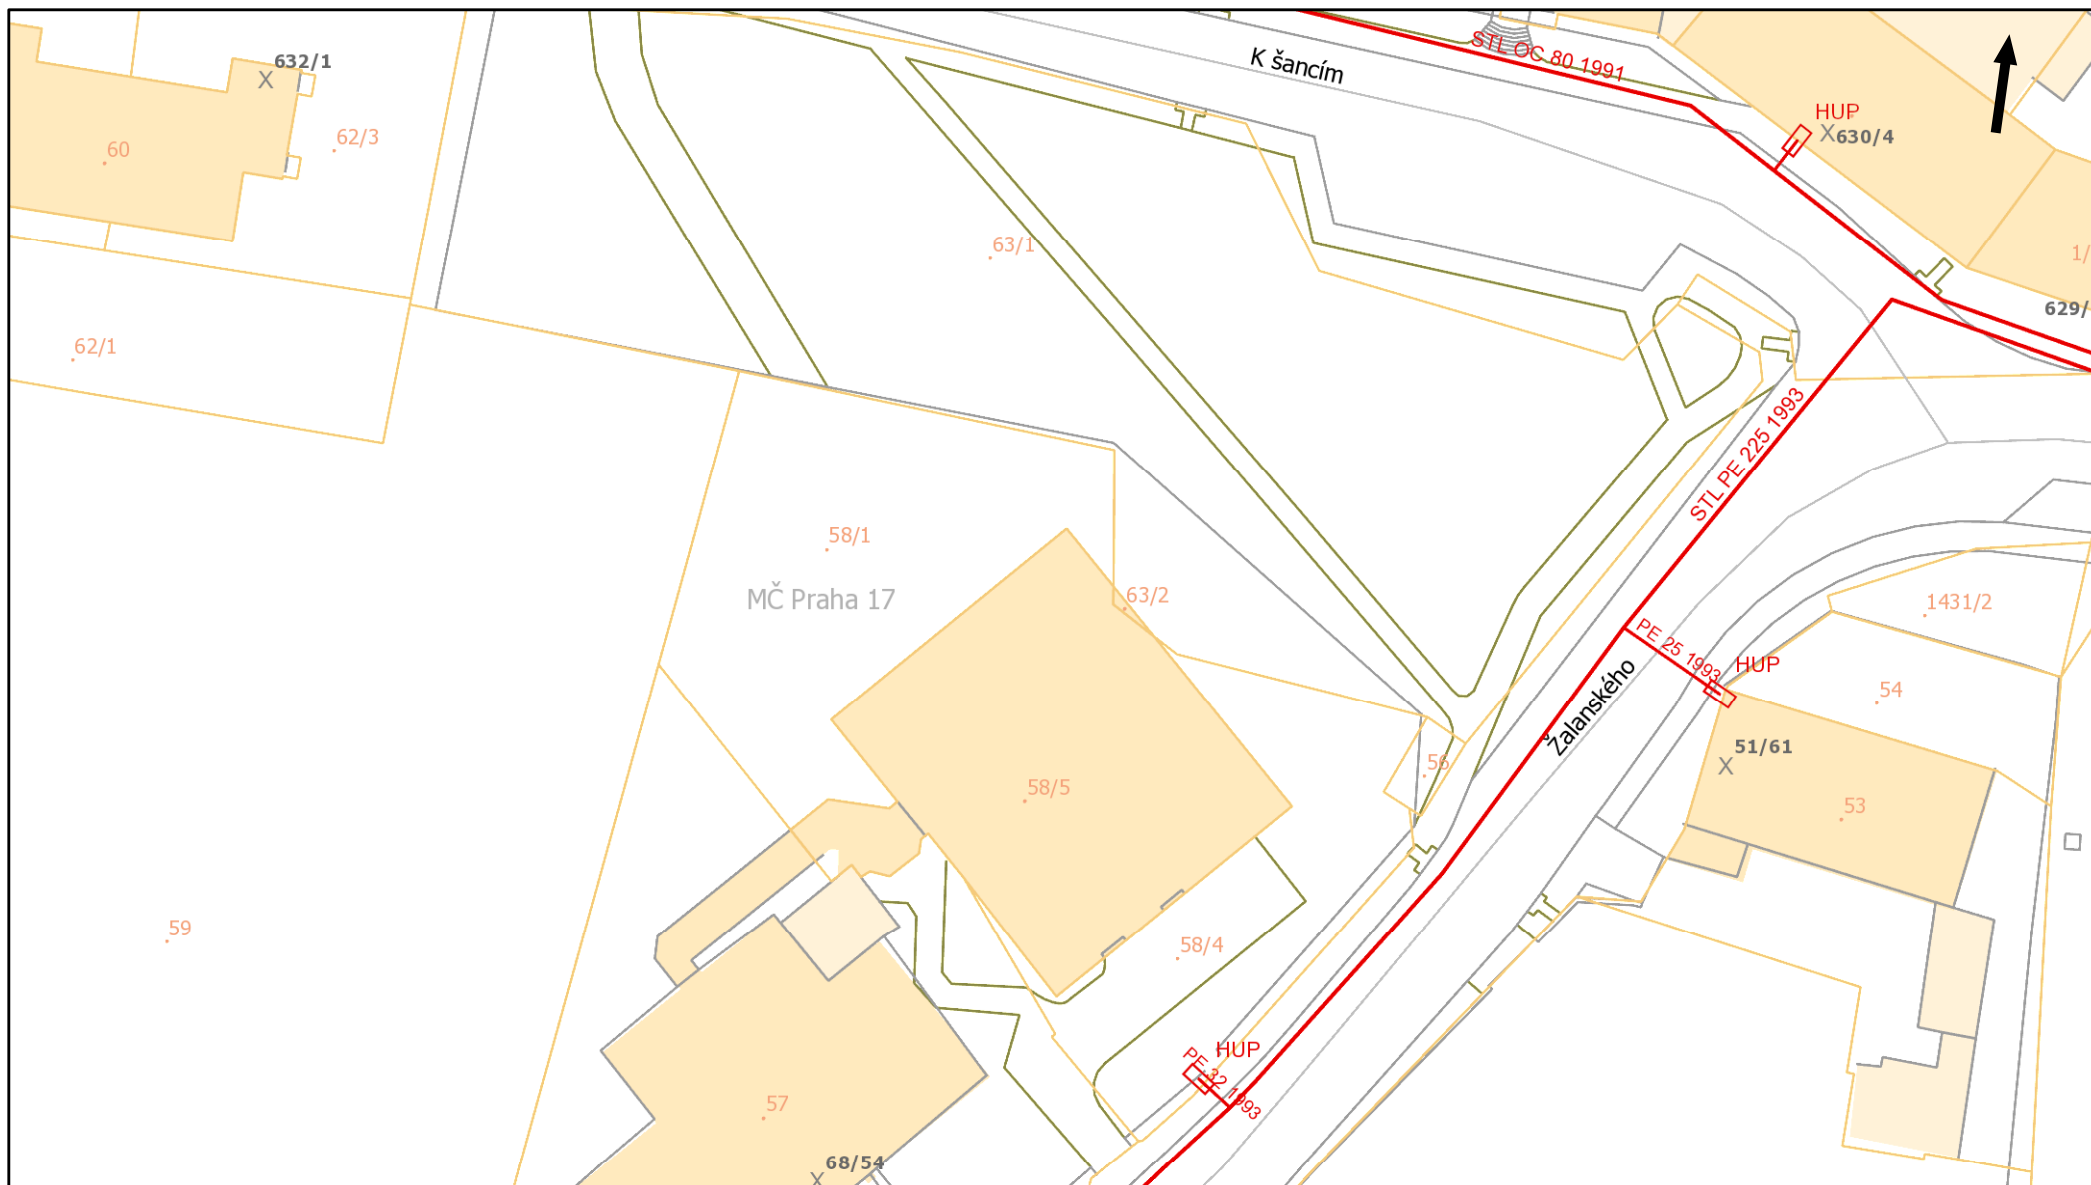 632/1
60
62/3
K šancím
STL OC 80 1991
HUP
630/4
63/1
1/
629/
62/1
STL PE 225 1993
58/1
MČ Praha 17
63/2
1431/2
PE 25 1993
HUP
54
Žalanského
51/61
56
58/5
53
59
58/4
HUP
PE 32 1993
57
68/54